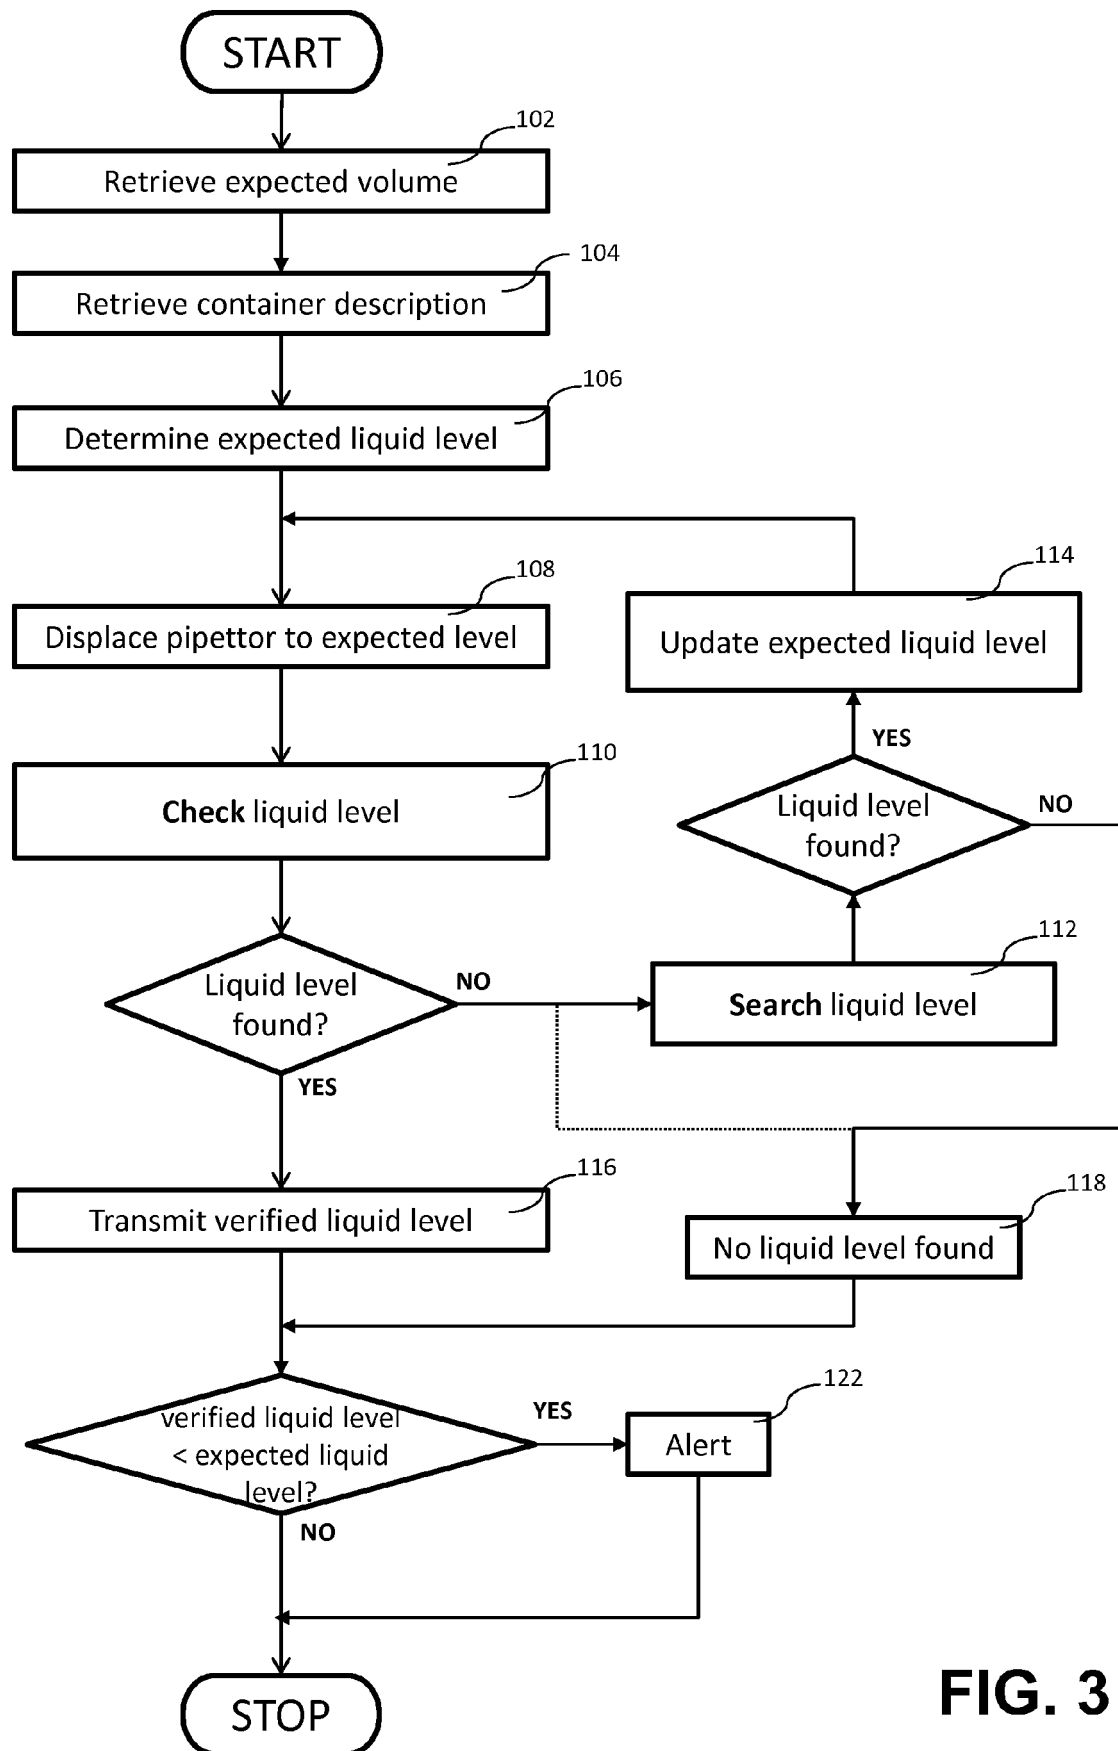 START
102
Retrieve expected volume
104
Retrieve container description
106
Determine expected liquid level
108
Displace pipettor to expected level
114
Update expected liquid level
YES
110
Check liquid level
Liquid level
found?
NO
112
Search liquid level
Liquid level
found?
NO
YES
116
Transmit verified liquid level
118
No liquid level found
verified liquid level
< expected liquid
level?
YES
122
Alert
NO
STOP
FIG. 3